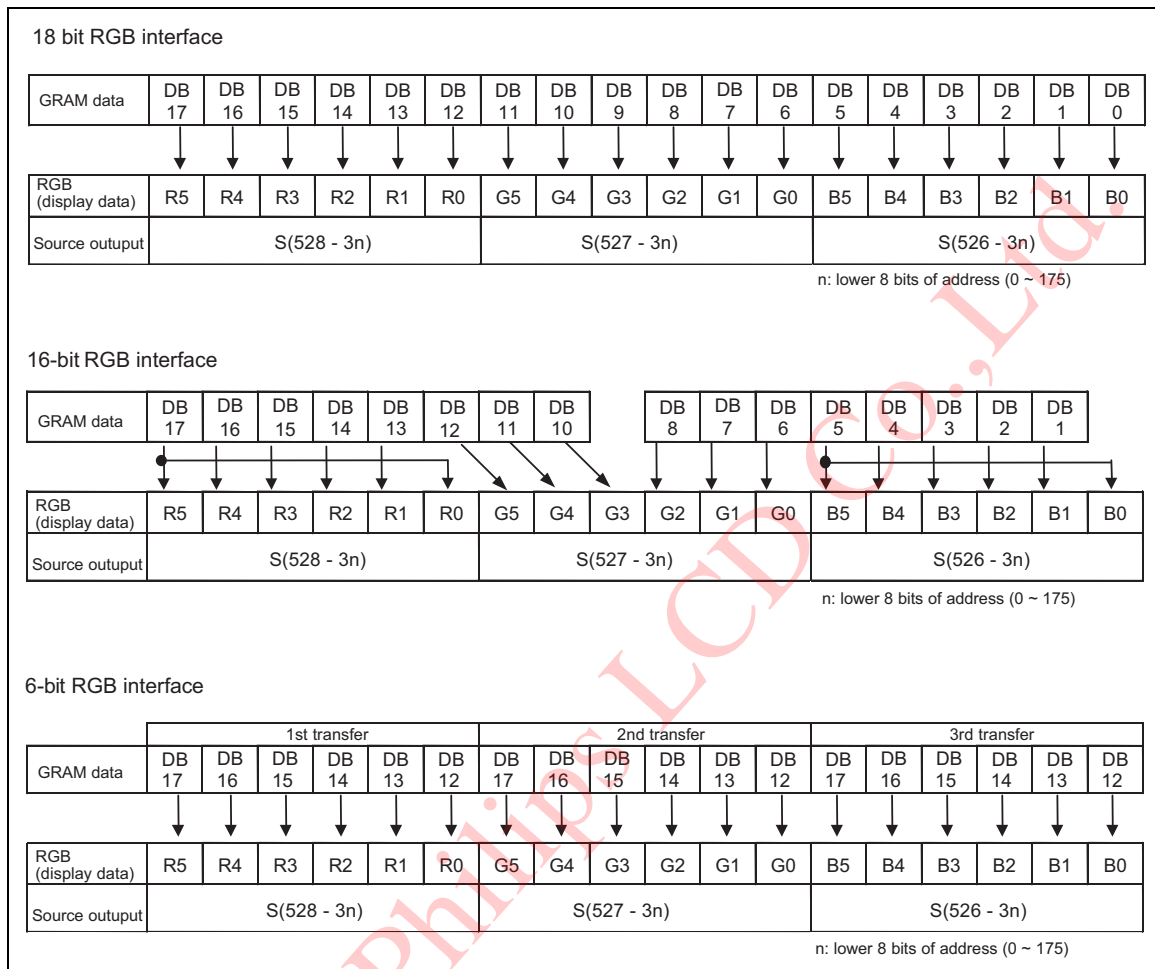 18 bit RGB interface
GRAM data DB 17 DB 16 DB 15 DB 14 DB 13 DB 12 DB 11 DB 10 DB 9 DB 8 DB 7 DB 6 DB 5 DB 4 DB 3 DB 2 DB 1 DB 0
RGB (display data) R5 R4 R3 R2 R1 R0 G5 G4 G3 G2 G1 G0 B5 B4 B3 B2 B1 B0
Source outuput S(528 - 3n) S(527 - 3n) S(526 - 3n)
n: lower 8 bits of address (0 ~ 175)
16-bit RGB interface
GRAM data DB 17 DB 16 DB 15 DB 14 DB 13 DB 12 DB 11 DB 10 DB 8 DB 7 DB 6 DB 5 DB 4 DB 3 DB 2 DB 1
RGB (display data) R5 R4 R3 R2 R1 R0 G5 G4 G3 G2 G1 G0 B5 B4 B3 B2 B1 B0
Source outuput S(528 - 3n) S(527 - 3n) S(526 - 3n)
n: lower 8 bits of address (0 ~ 175)
6-bit RGB interface
1st transfer 2nd transfer 3rd transfer
GRAM data DB 17 DB 16 DB 15 DB 14 DB 13 DB 12 DB 17 DB 16 DB 15 DB 14 DB 13 DB 12 DB 17 DB 16 DB 15 DB 14 DB 13 DB 12
RGB (display data) R5 R4 R3 R2 R1 R0 G5 G4 G3 G2 G1 G0 B5 B4 B3 B2 B1 B0
Source outuput S(528 - 3n) S(527 - 3n) S(526 - 3n)
n: lower 8 bits of address (0 ~ 175)
Philips LCD Co.,Ltd.